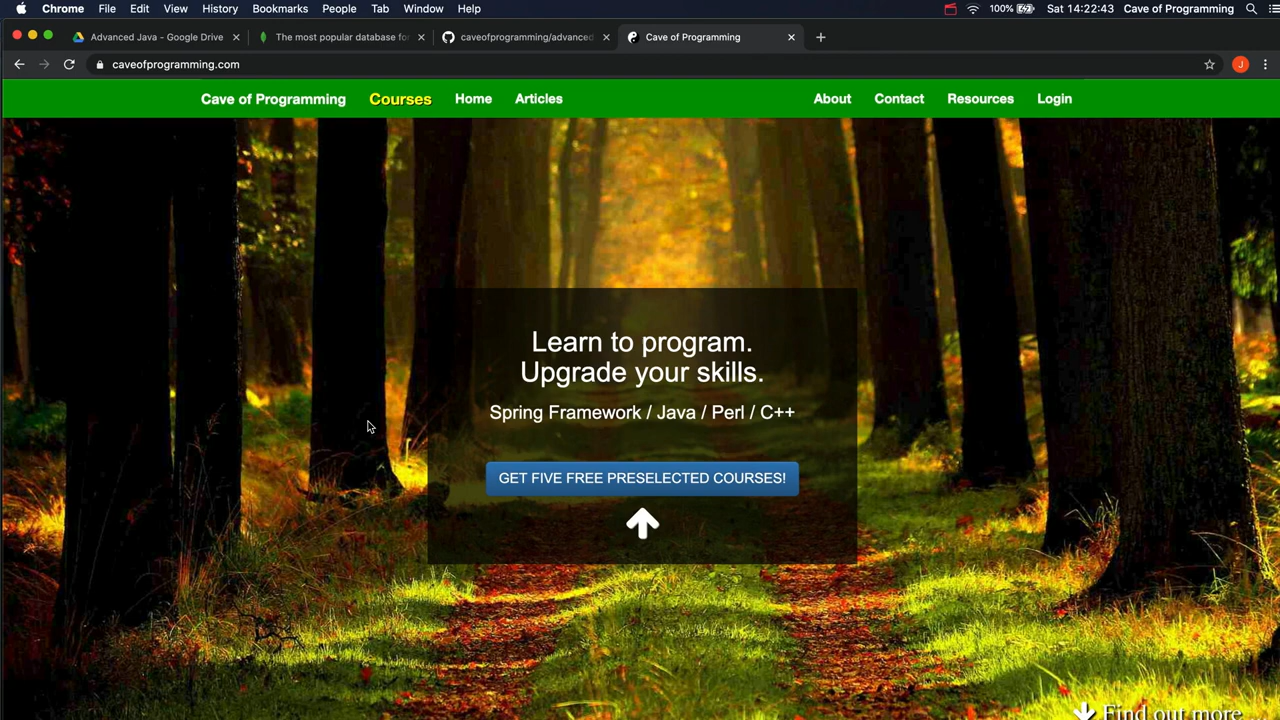 Chrome File Edit View History Bookmarks People Tab Window Help 100% Sat 14:22:43 Cave of Programming
Advanced Java - Google Drive The most popular database for caveofprogramming/advanced Cave of Programming
caveofprogramming.com J
Cave of Programming Courses Home Articles About Contact Resources Login
Learn to program.
Upgrade your skills.
Spring Framework / Java / Perl / C++
GET FIVE FREE PRESELECTED COURSES!
Find out more